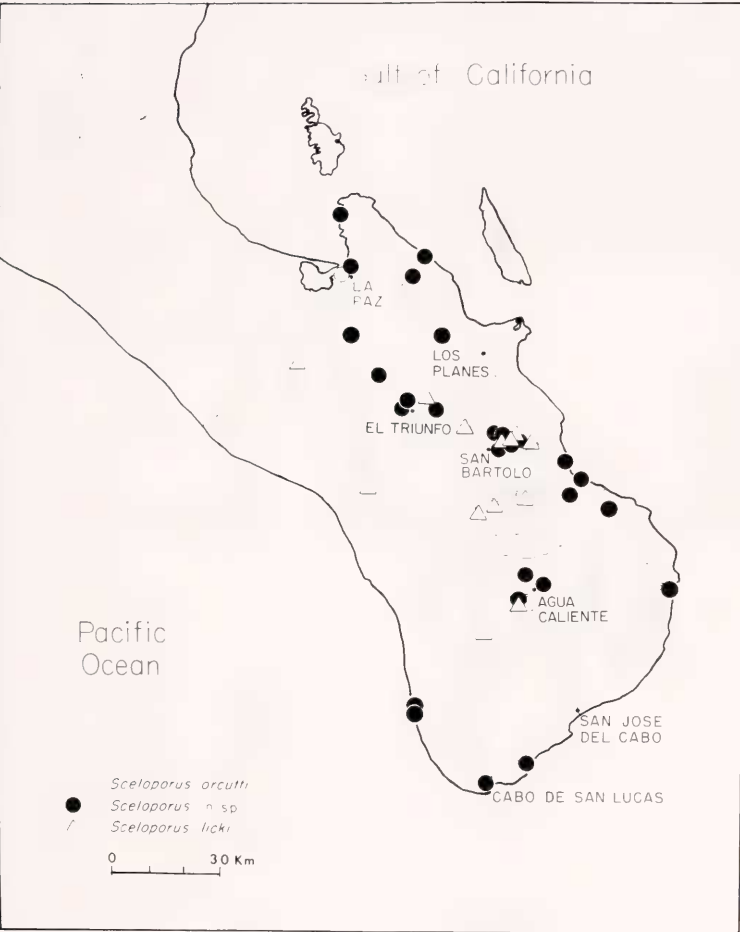 of California
LA
PAZ
LOS
PLANES
EL TRIUNFO
SAN
BARTOLO
AGUA
CALIENTE
Pacific
Ocean
SAN JOSE
DEL CABO
CABO DE SAN LUCAS
Sceloporus orcutti
Sceloporus n sp
Sceloporus licki
0 30 Km